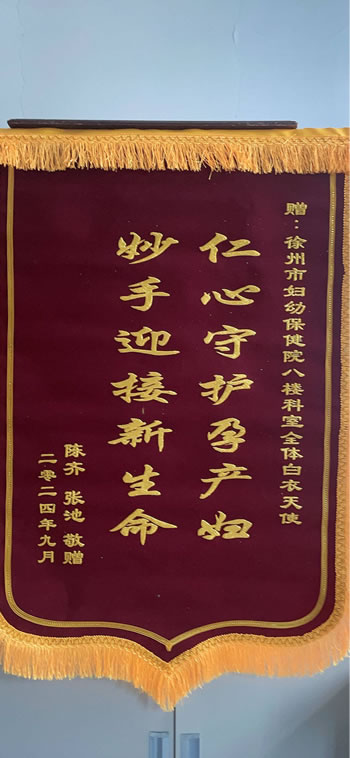 赠：徐州市妇幼保健院八楼科室全体白衣天使
仁心守护孕产妇
妙手迎接新生命
陈齐 张池 敬赠
二零二四年九月